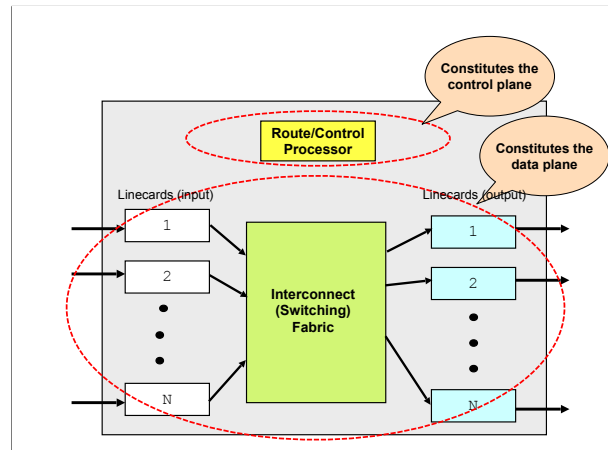 Constitutes the
control plane
Route/Control
Processor
Constitutes the
data plane
Linecards (input)
Linecards (output)
1
1
2
2
Interconnect
(Switching)
Fabric
N
N